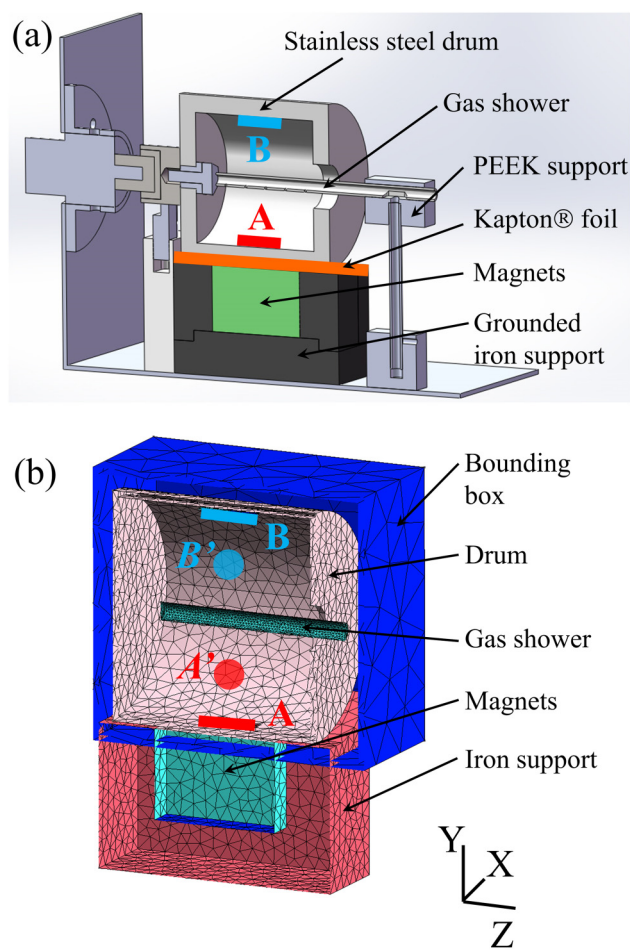 (a)
Stainless steel drum
Gas shower
B
PEEK support
A
Kapton® foil
Magnets
Grounded
iron support
(b)
Bounding
box
B
Drum
B'
Gas shower
A'
A
Magnets
Iron support
Y
X
Z